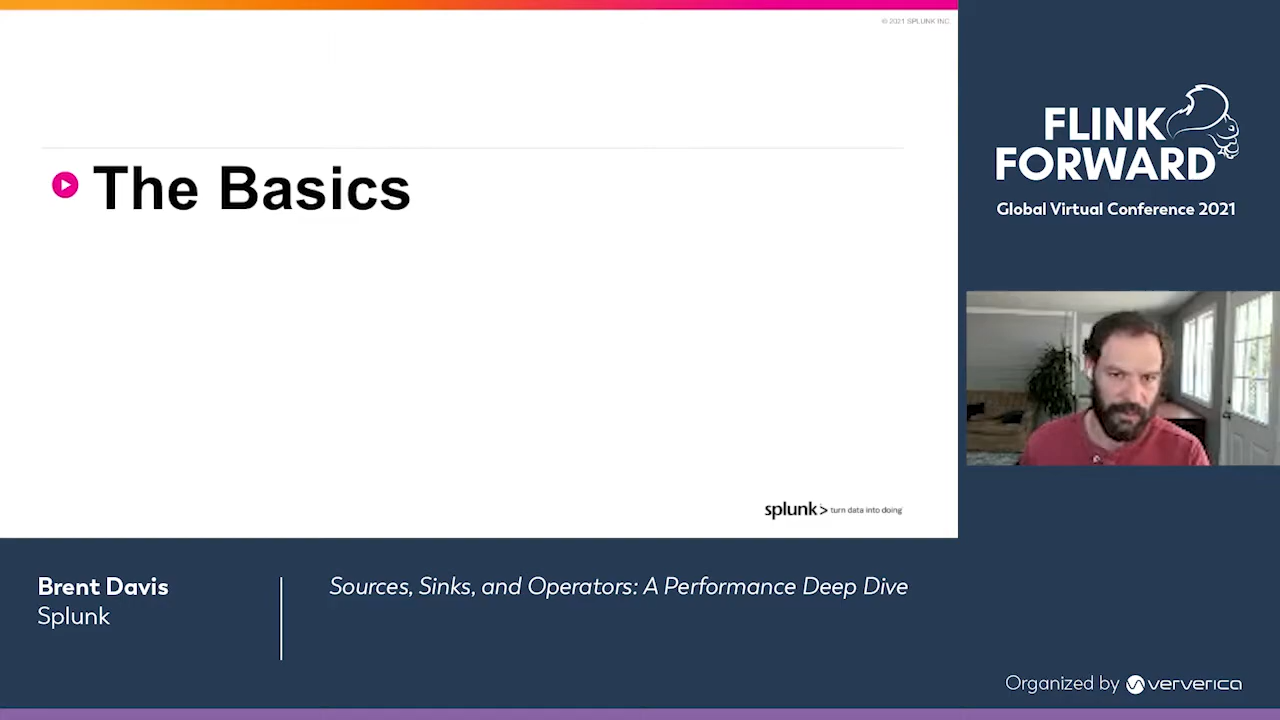 © 2021 SPLUNK INC.
The Basics
splunk> turn data into doing
FLINK
FORWARD
Global Virtual Conference 2021
Brent Davis
Splunk
Sources, Sinks, and Operators: A Performance Deep Dive
Organized by ververica